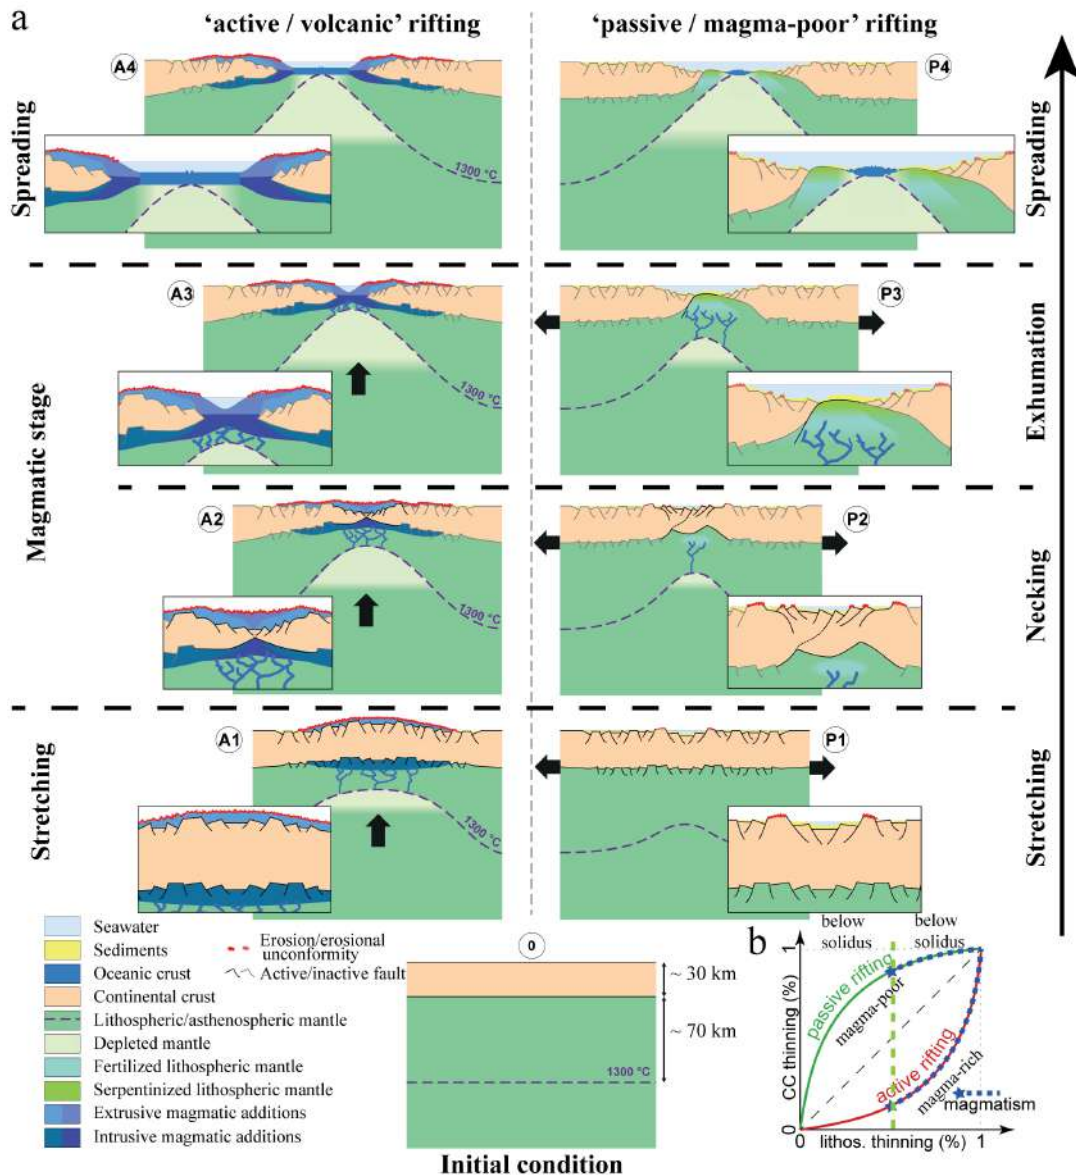 a
'active / volcanic' rifting
'passive / magma-poor' rifting
A4
P4
Spreading
1300 °C
Spreading
A3
P3
Magmatic stage
1300 °C
Exhumation
A2
P2
1300 °C
Necking
A1
P1
Stretching
1300 °C
Stretching
Seawater
Sediments
Oceanic crust
Continental crust
Lithospheric/asthenospheric mantle
Depleted mantle
Fertilized lithospheric mantle
Serpentinized lithospheric mantle
Extrusive magmatic additions
Intrusive magmatic additions
Erosion/erosional
unconformity
Active/inactive fault
0
~ 30 km
~ 70 km
1300 °C
Initial condition
b
below
solidus
below
solidus
1
CC thinning (%)
passive rifting
magma-poor
active rifting
magma-rich
magmatism
0
0
lithos. thinning (%)
1